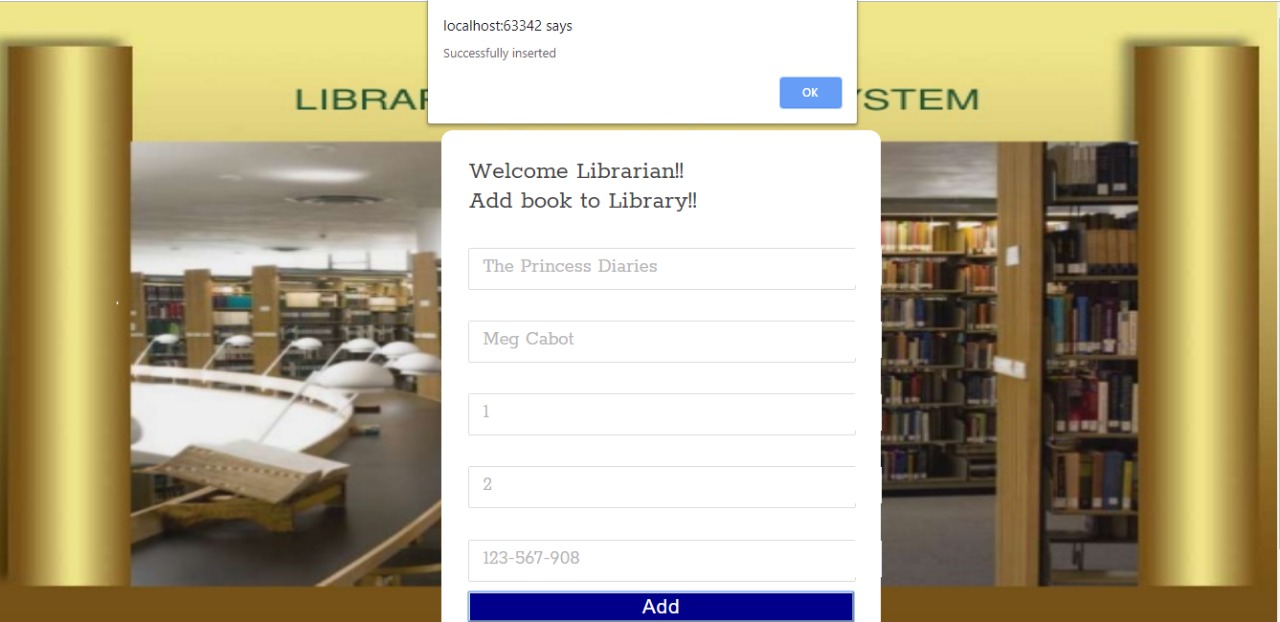 localhost:63342 says
Successfully inserted
OK
LIBRAR
YSTEM
Welcome Librarian!!
Add book to Library!!
The Princess Diaries
Meg Cabot
1
2
123-567-908
Add